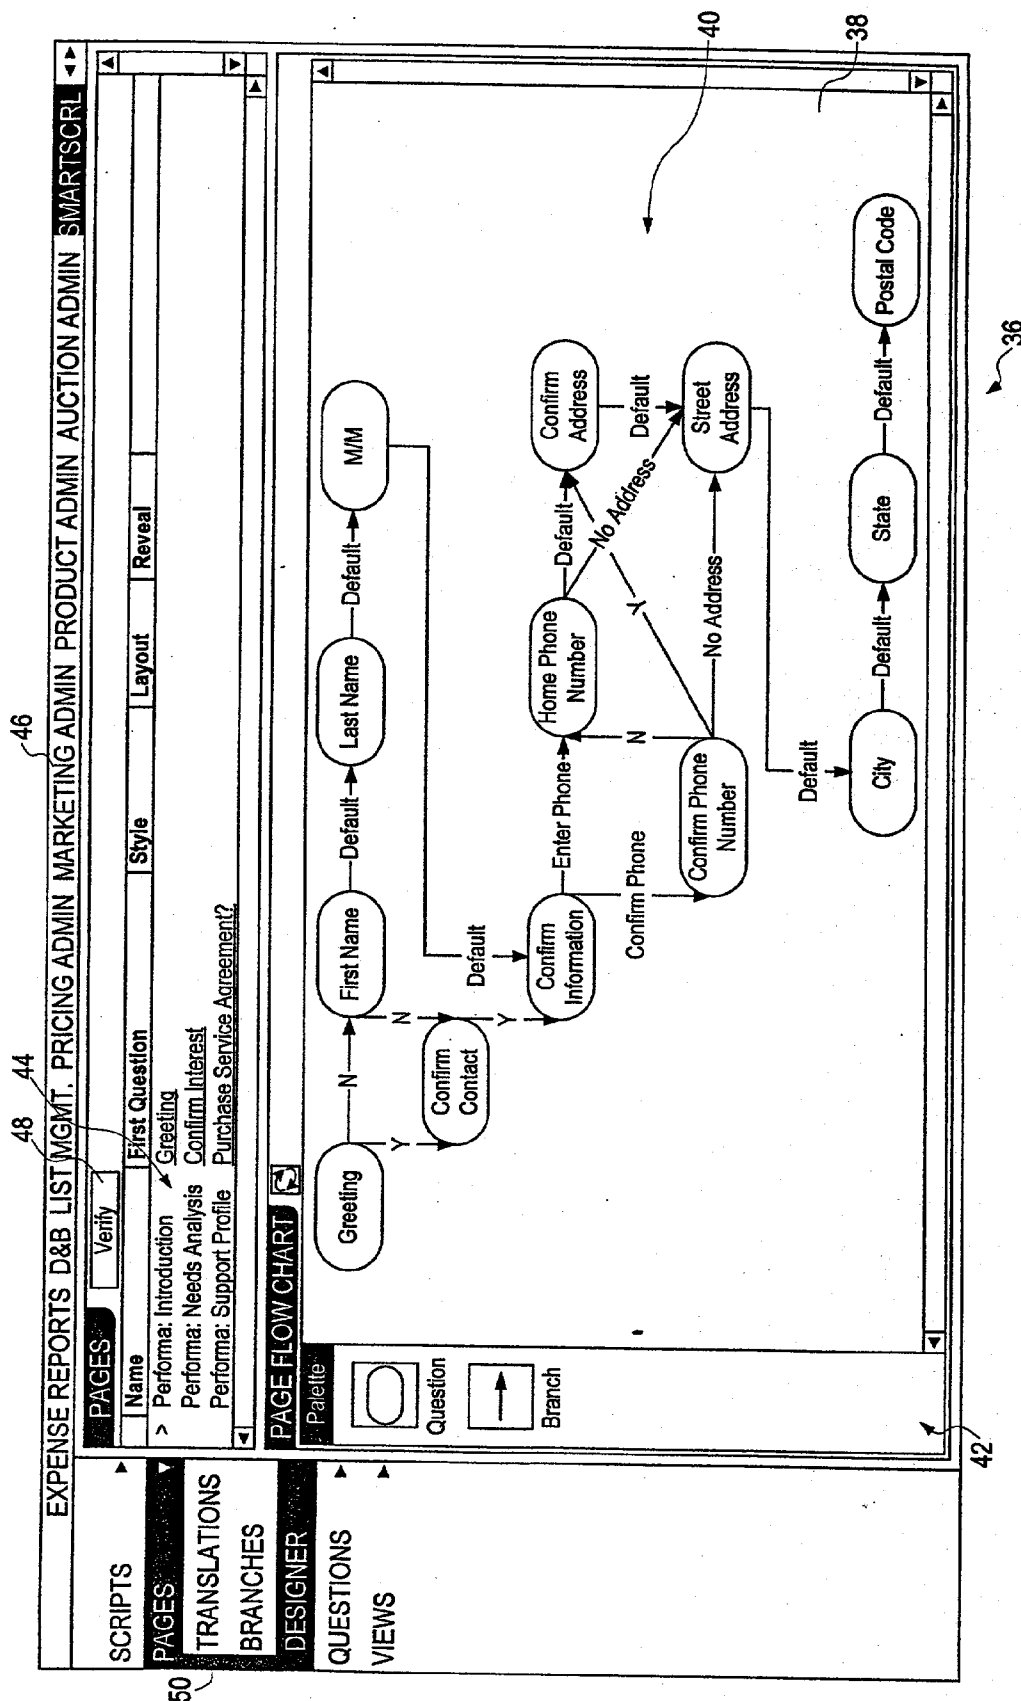 46
EXPENSE REPORTS D&B LIST MGMT. PRICING ADMIN MARKETING ADMIN PRODUCT ADMIN AUCTION ADMIN SMARTSCRL
48
44
SCRIPTS
PAGES
TRANSLATIONS
BRANCHES
DESIGNER
QUESTIONS
VIEWS
50
PAGES
Verify
Name First Question Style Layout Reveal
> Performa: Introduction Greeting
Performa: Needs Analysis Confirm Interest
Performa: Support Profile Purchase Service Agreement?
PAGE FLOW CHART
Palette
Question
Branch
42
Greeting
N
First Name
Default
Last Name
Default
M/M
Y
Confirm
Contact
N
Y
Default
Confirm
Information
Enter Phone
Home Phone
Number
Default
Confirm
Address
Confirm Phone
N
Y
No Address
Default
Confirm Phone
Number
No Address
Street
Address
Default
City
Default
State
Default
Postal Code
40
38
36